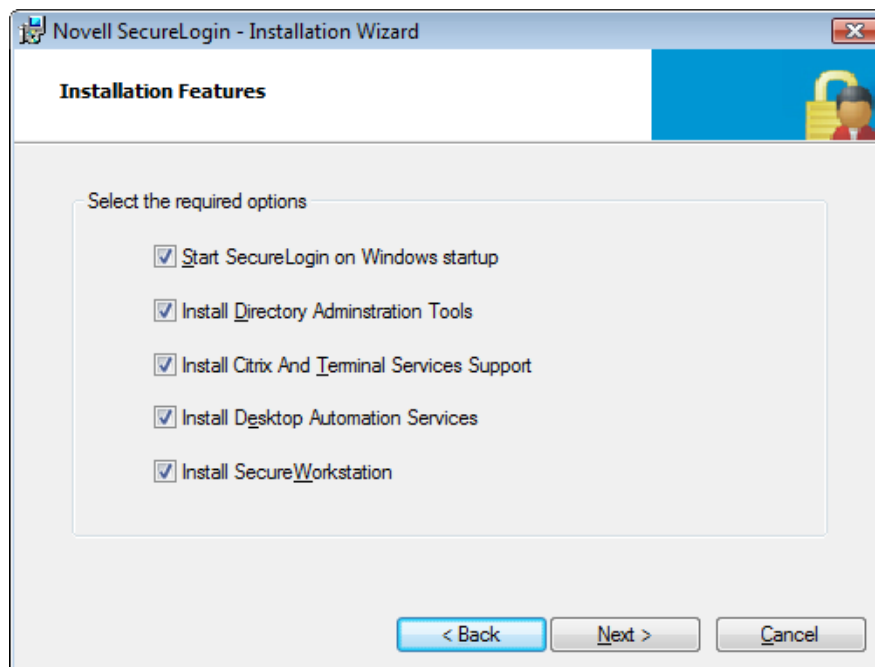 Novell SecureLogin - Installation Wizard
Installation Features
Select the required options
Start SecureLogin on Windows startup
Install Directory Adminstration Tools
Install Citrix And Terminal Services Support
Install Desktop Automation Services
Install SecureWorkstation
< Back
Next >
Cancel